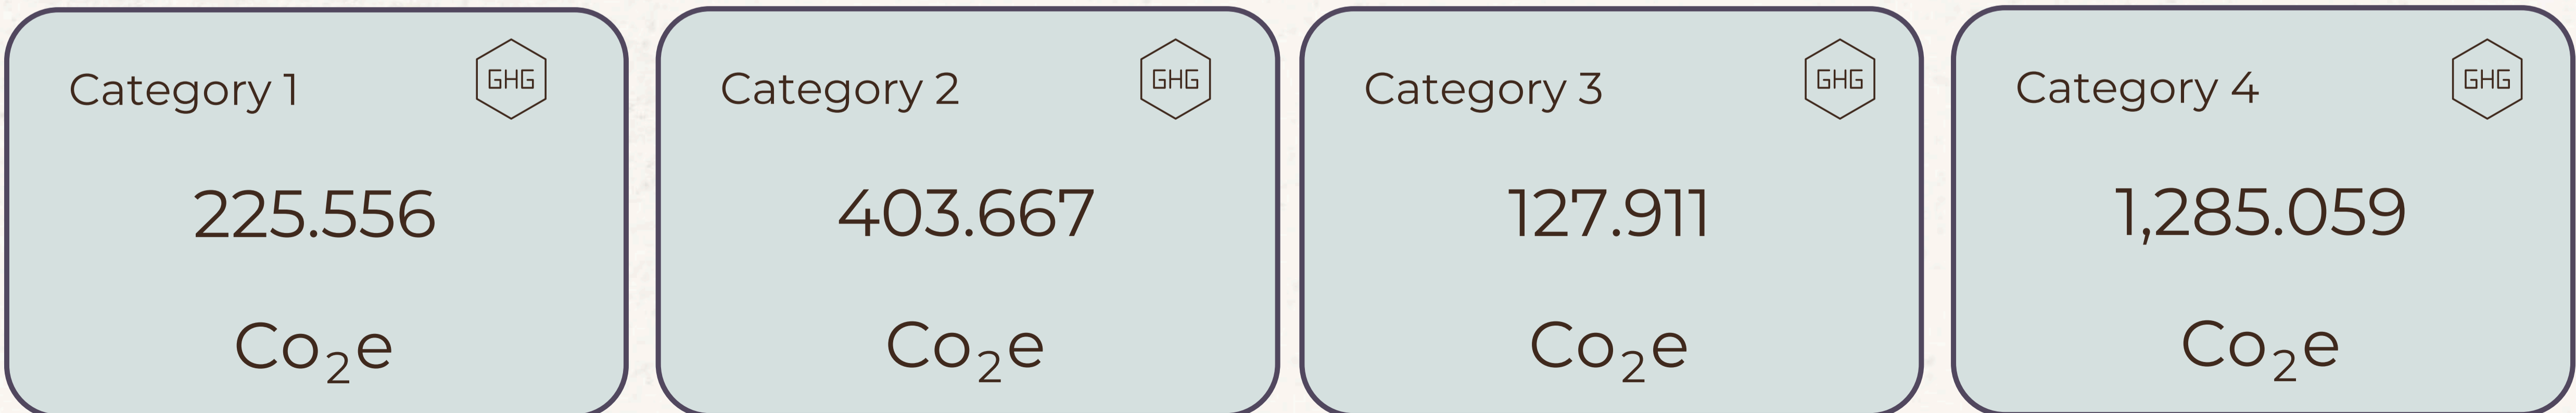 Category 1
GHG
225.556
Co₂e
Category 2
GHG
403.667
Co₂e
Category 3
GHG
127.911
Co₂e
Category 4
GHG
1,285.059
Co₂e